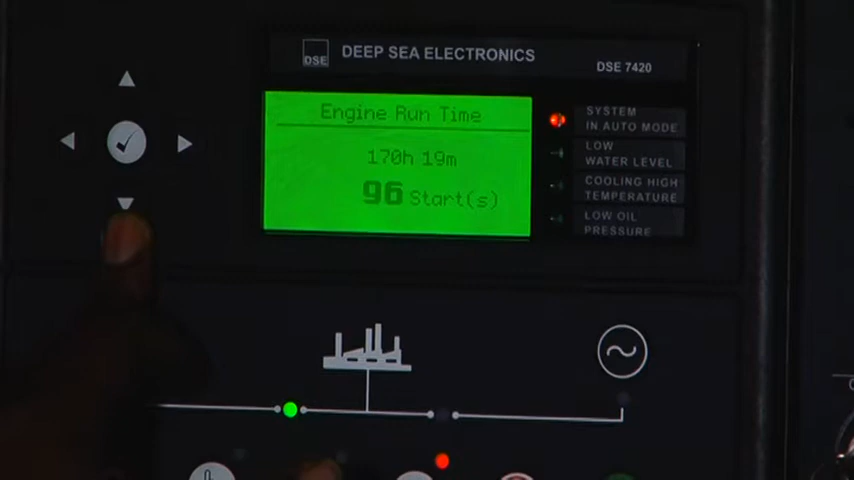 DSE
DEEP SEA ELECTRONICS
DSE 7420
Engine Run Time
170h 19m
96 Start(s)
SYSTEM
IN AUTO MODE
LOW
WATER LEVEL
COOLING HIGH
TEMPERATURE
LOW OIL
PRESSURE